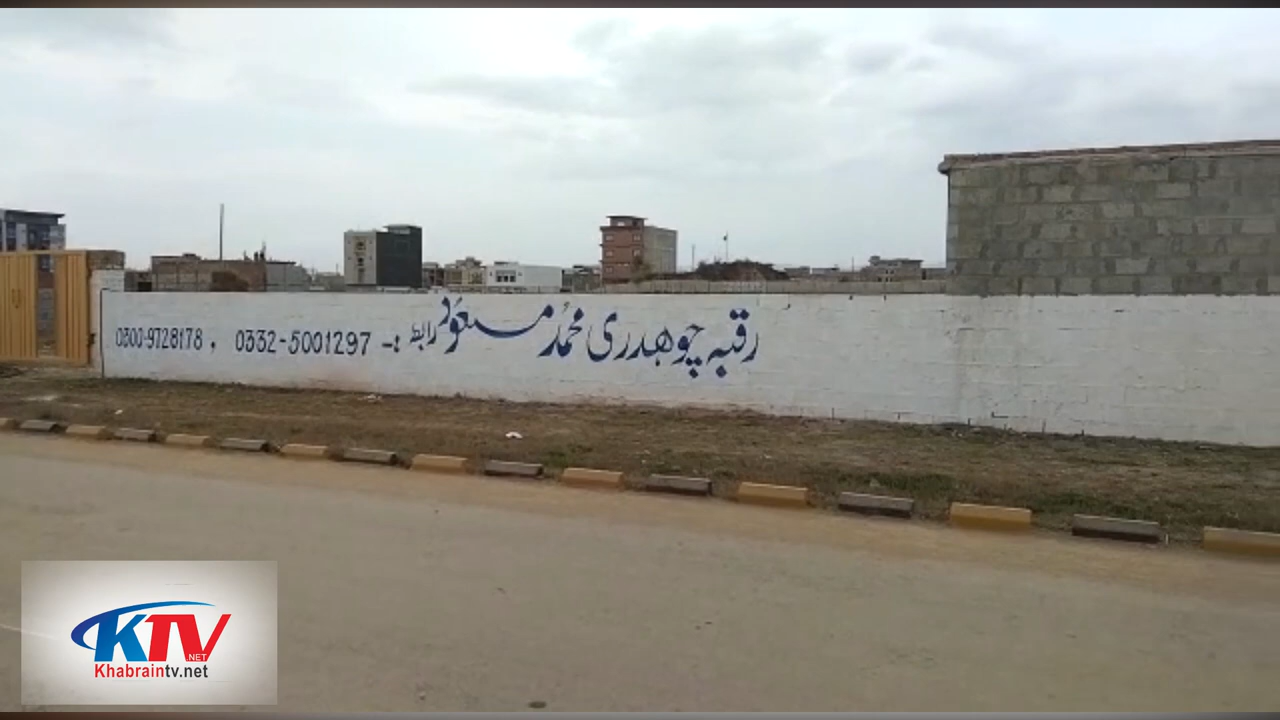 رقبہ چوہدری محمد مسعود رابطہ :- 0332-5001297 , 0300-9728178
KTV
.NET
Khabraintv.net